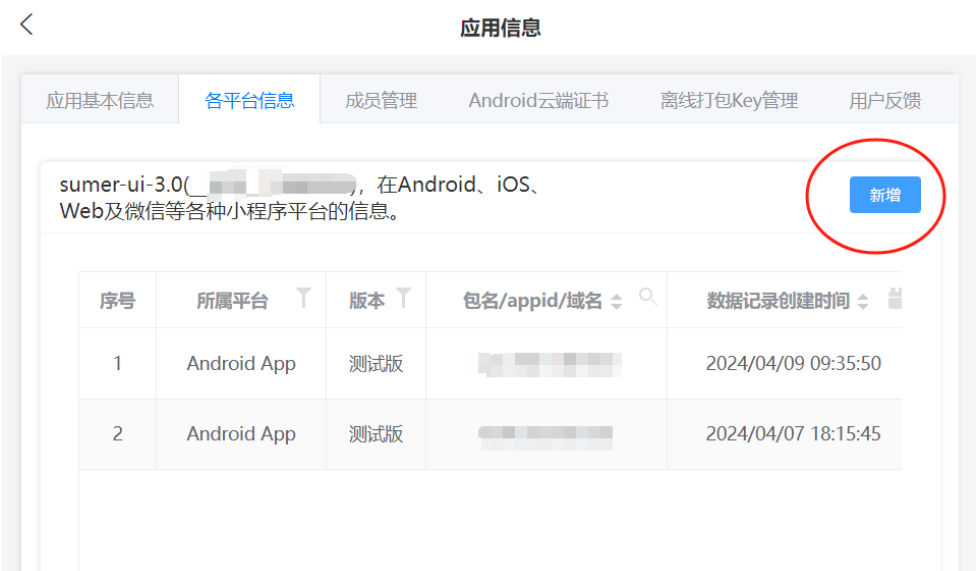 应用信息
应用基本信息 各平台信息 成员管理 Android云端证书 离线打包Key管理 用户反馈
sumer-ui-3.0(__ )，在Android、iOS、
Web及微信等各种小程序平台的信息。
新增
序号 所属平台 版本 包名/appid/域名 数据记录创建时间
1 Android App 测试版 2024/04/09 09:35:50
2 Android App 测试版 2024/04/07 18:15:45